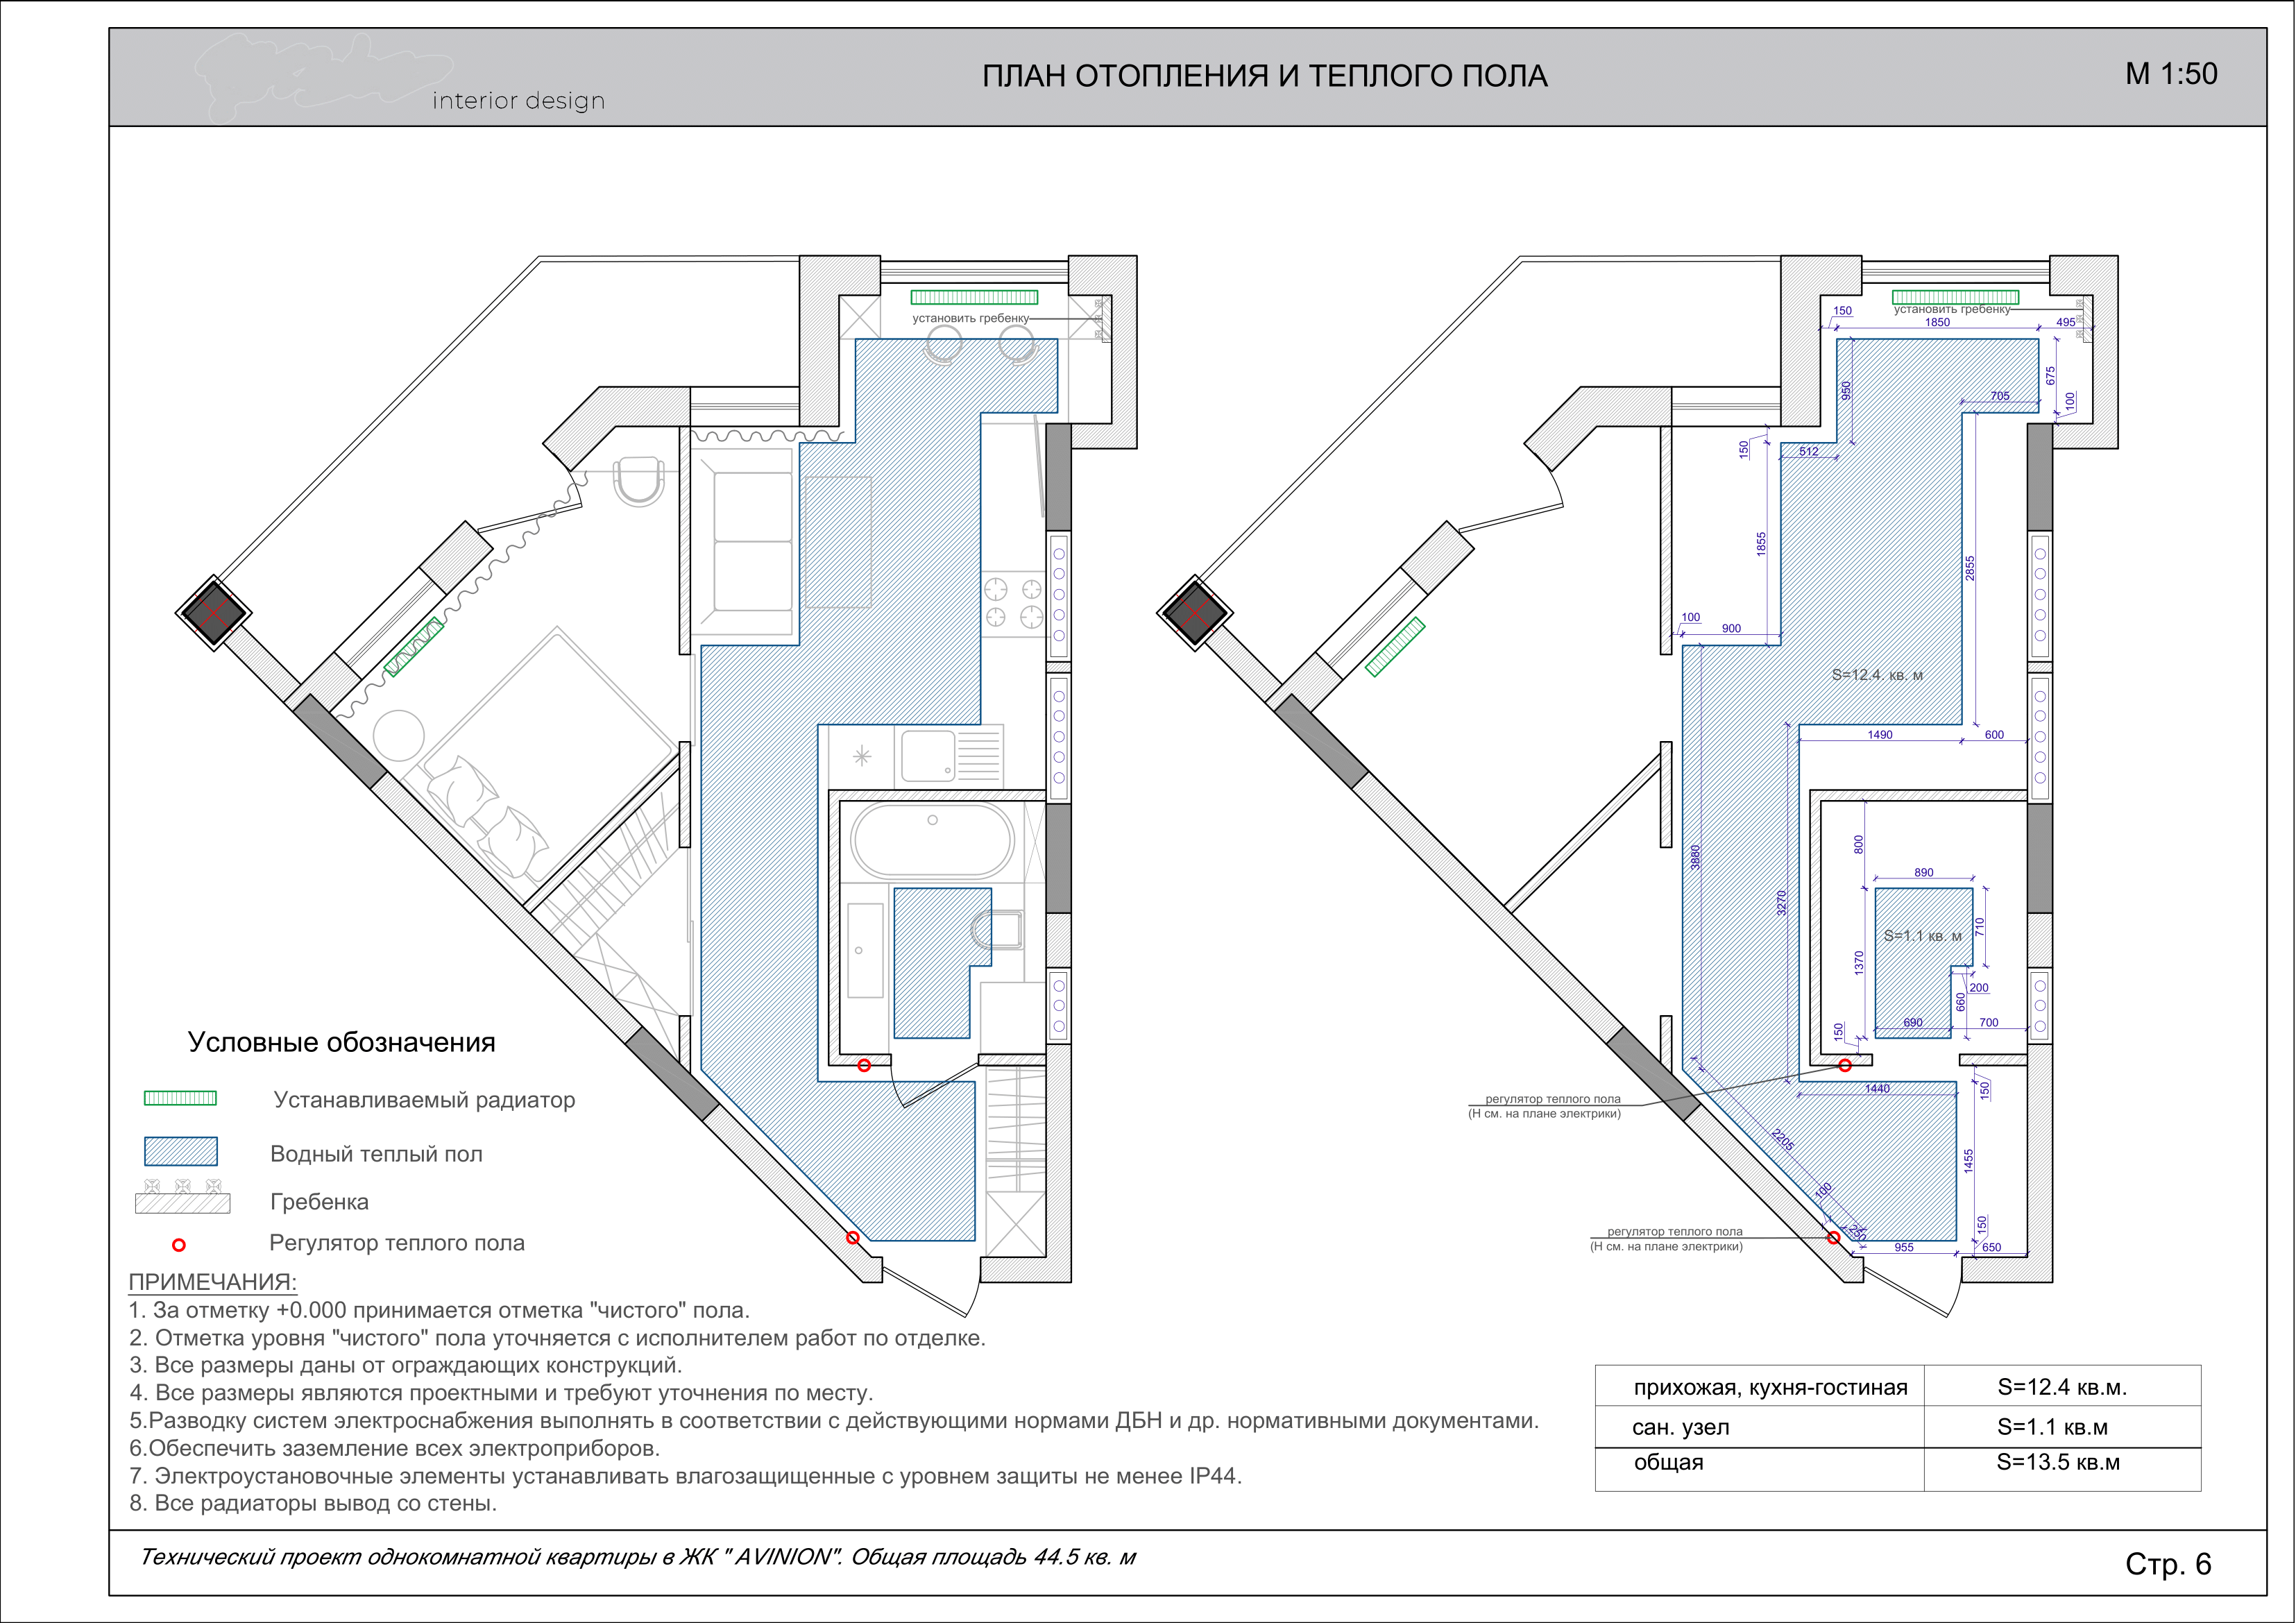 interior design
ПЛАН ОТОПЛЕНИЯ И ТЕПЛОГО ПОЛА
М 1:50
установить гребенку
установить гребенку
150
1850
495
950
675
705
100
150
512
1855
2855
100
900
S=12.4. кв. м
1490
600
3880
3270
800
890
710
S=1.1 кв. м
1370
200
660
690
700
150
1440
150
регулятор теплого пола
(Н см. на плане электрики)
2205
1455
100
250
150
регулятор теплого пола
(Н см. на плане электрики)
955
650
Условные обозначения
Устанавливаемый радиатор
Водный теплый пол
Гребенка
Регулятор теплого пола
ПРИМЕЧАНИЯ:
1. За отметку +0.000 принимается отметка "чистого" пола.
2. Отметка уровня "чистого" пола уточняется с исполнителем работ по отделке.
3. Все размеры даны от ограждающих конструкций.
4. Все размеры являются проектными и требуют уточнения по месту.
5.Разводку систем электроснабжения выполнять в соответствии с действующими нормами ДБН и др. нормативными документами.
6.Обеспечить заземление всех электроприборов.
7. Электроустановочные элементы устанавливать влагозащищенные с уровнем защиты не менее IP44.
8. Все радиаторы вывод со стены.
прихожая, кухня-гостиная S=12.4 кв.м.
сан. узел S=1.1 кв.м
общая S=13.5 кв.м
Технический проект однокомнатной квартиры в ЖК " AVINION". Общая площадь 44.5 кв. м
Стр. 6